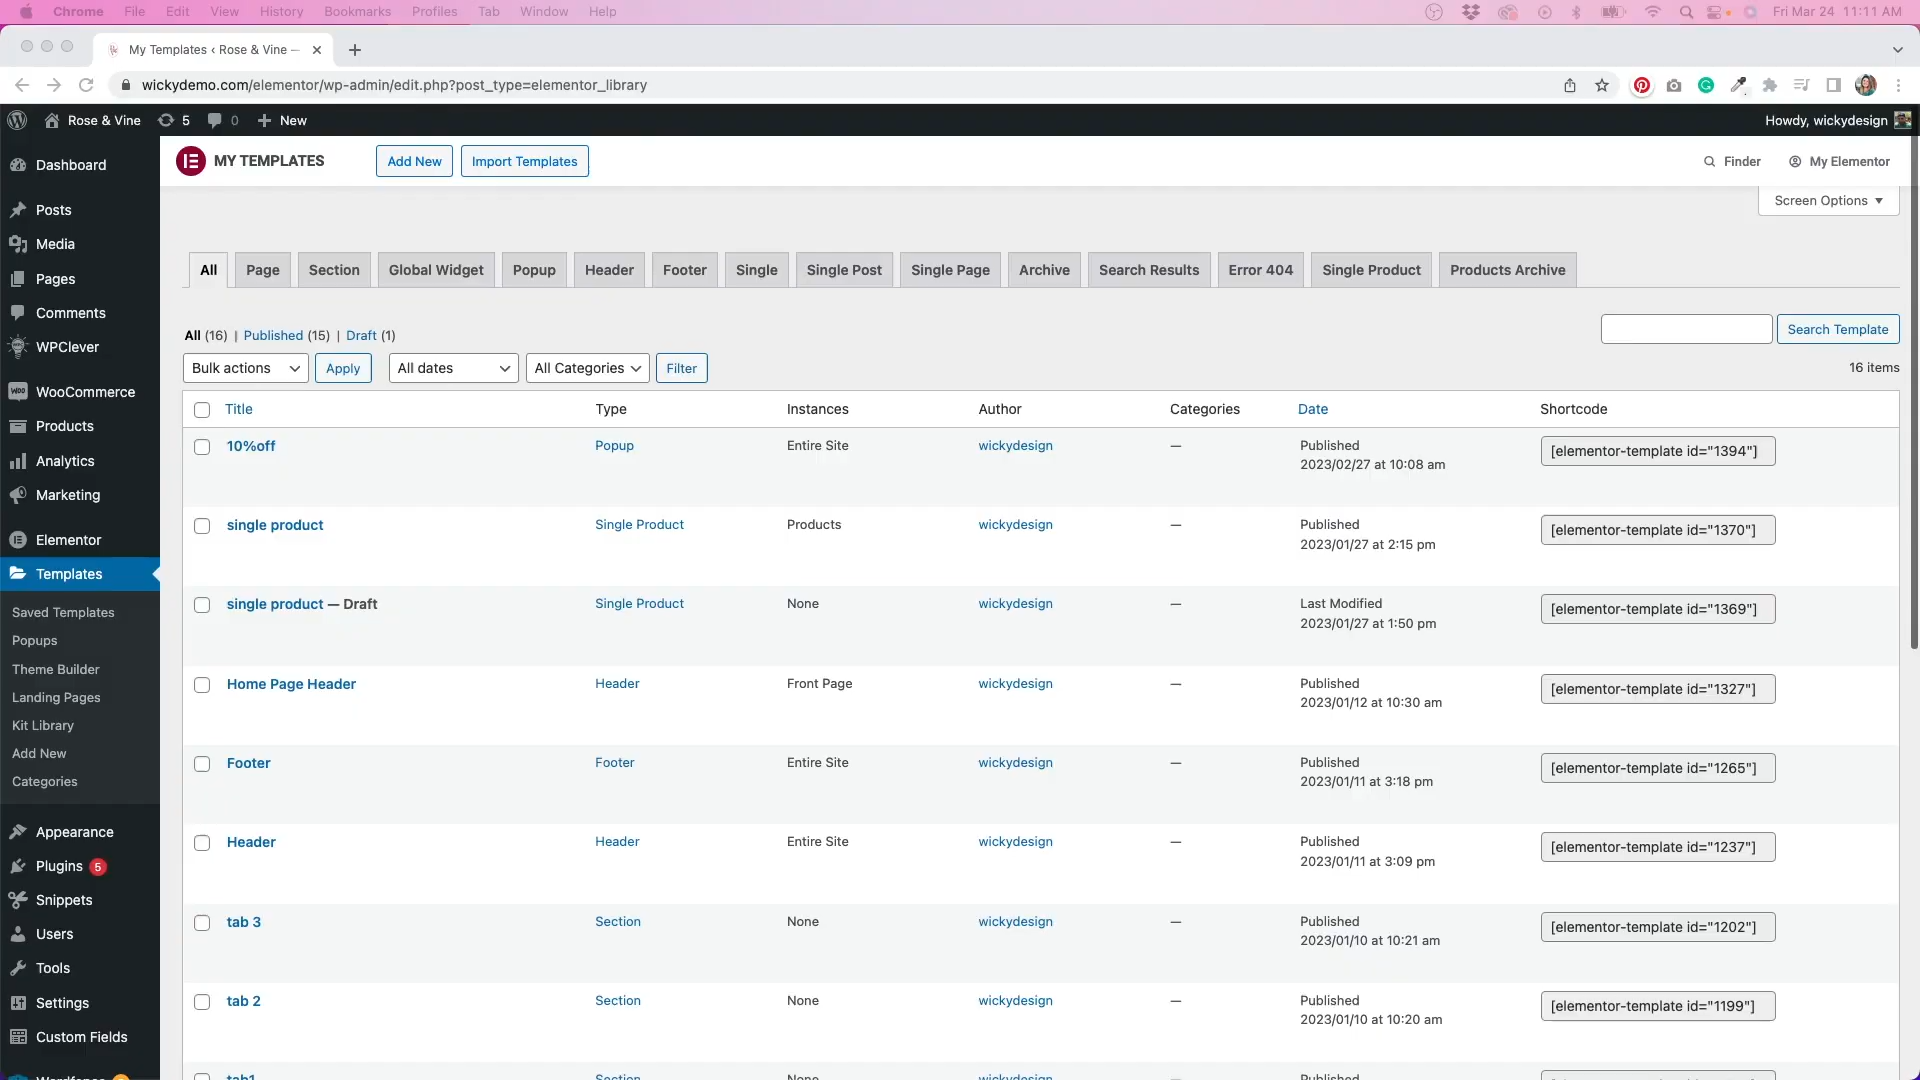 Chrome File Edit View History Bookmarks Profiles Tab Window Help Fri Mar 24 11:11 AM
My Templates ‹ Rose & Vine —
wickydemo.com/elementor/wp-admin/edit.php?post_type=elementor_library
Rose & Vine 5 0 New Howdy, wickydesign
MY TEMPLATES Add New Import Templates Finder My Elementor
Screen Options
Dashboard
Posts
Media
Pages
Comments
WPClever
WooCommerce
Products
Analytics
Marketing
Elementor
Templates
Saved Templates
Popups
Theme Builder
Landing Pages
Kit Library
Add New
Categories
Appearance
Plugins 5
Snippets
Users
Tools
Settings
Custom Fields
All Page Section Global Widget Popup Header Footer Single Single Post Single Page Archive Search Results Error 404 Single Product Products Archive
All (16) | Published (15) | Draft (1) Search Template
Bulk actions Apply All dates All Categories Filter 16 items
Title Type Instances Author Categories Date Shortcode
10%off Popup Entire Site wickydesign — Published [elementor-template id="1394"]
2023/02/27 at 10:08 am
single product Single Product Products wickydesign — Published [elementor-template id="1370"]
2023/01/27 at 2:15 pm
single product — Draft Single Product None wickydesign — Last Modified [elementor-template id="1369"]
2023/01/27 at 1:50 pm
Home Page Header Header Front Page wickydesign — Published [elementor-template id="1327"]
2023/01/12 at 10:30 am
Footer Footer Entire Site wickydesign — Published [elementor-template id="1265"]
2023/01/11 at 3:18 pm
Header Header Entire Site wickydesign — Published [elementor-template id="1237"]
2023/01/11 at 3:09 pm
tab 3 Section None wickydesign — Published [elementor-template id="1202"]
2023/01/10 at 10:21 am
tab 2 Section None wickydesign — Published [elementor-template id="1199"]
2023/01/10 at 10:20 am
tab1 Section None wickydesign Published